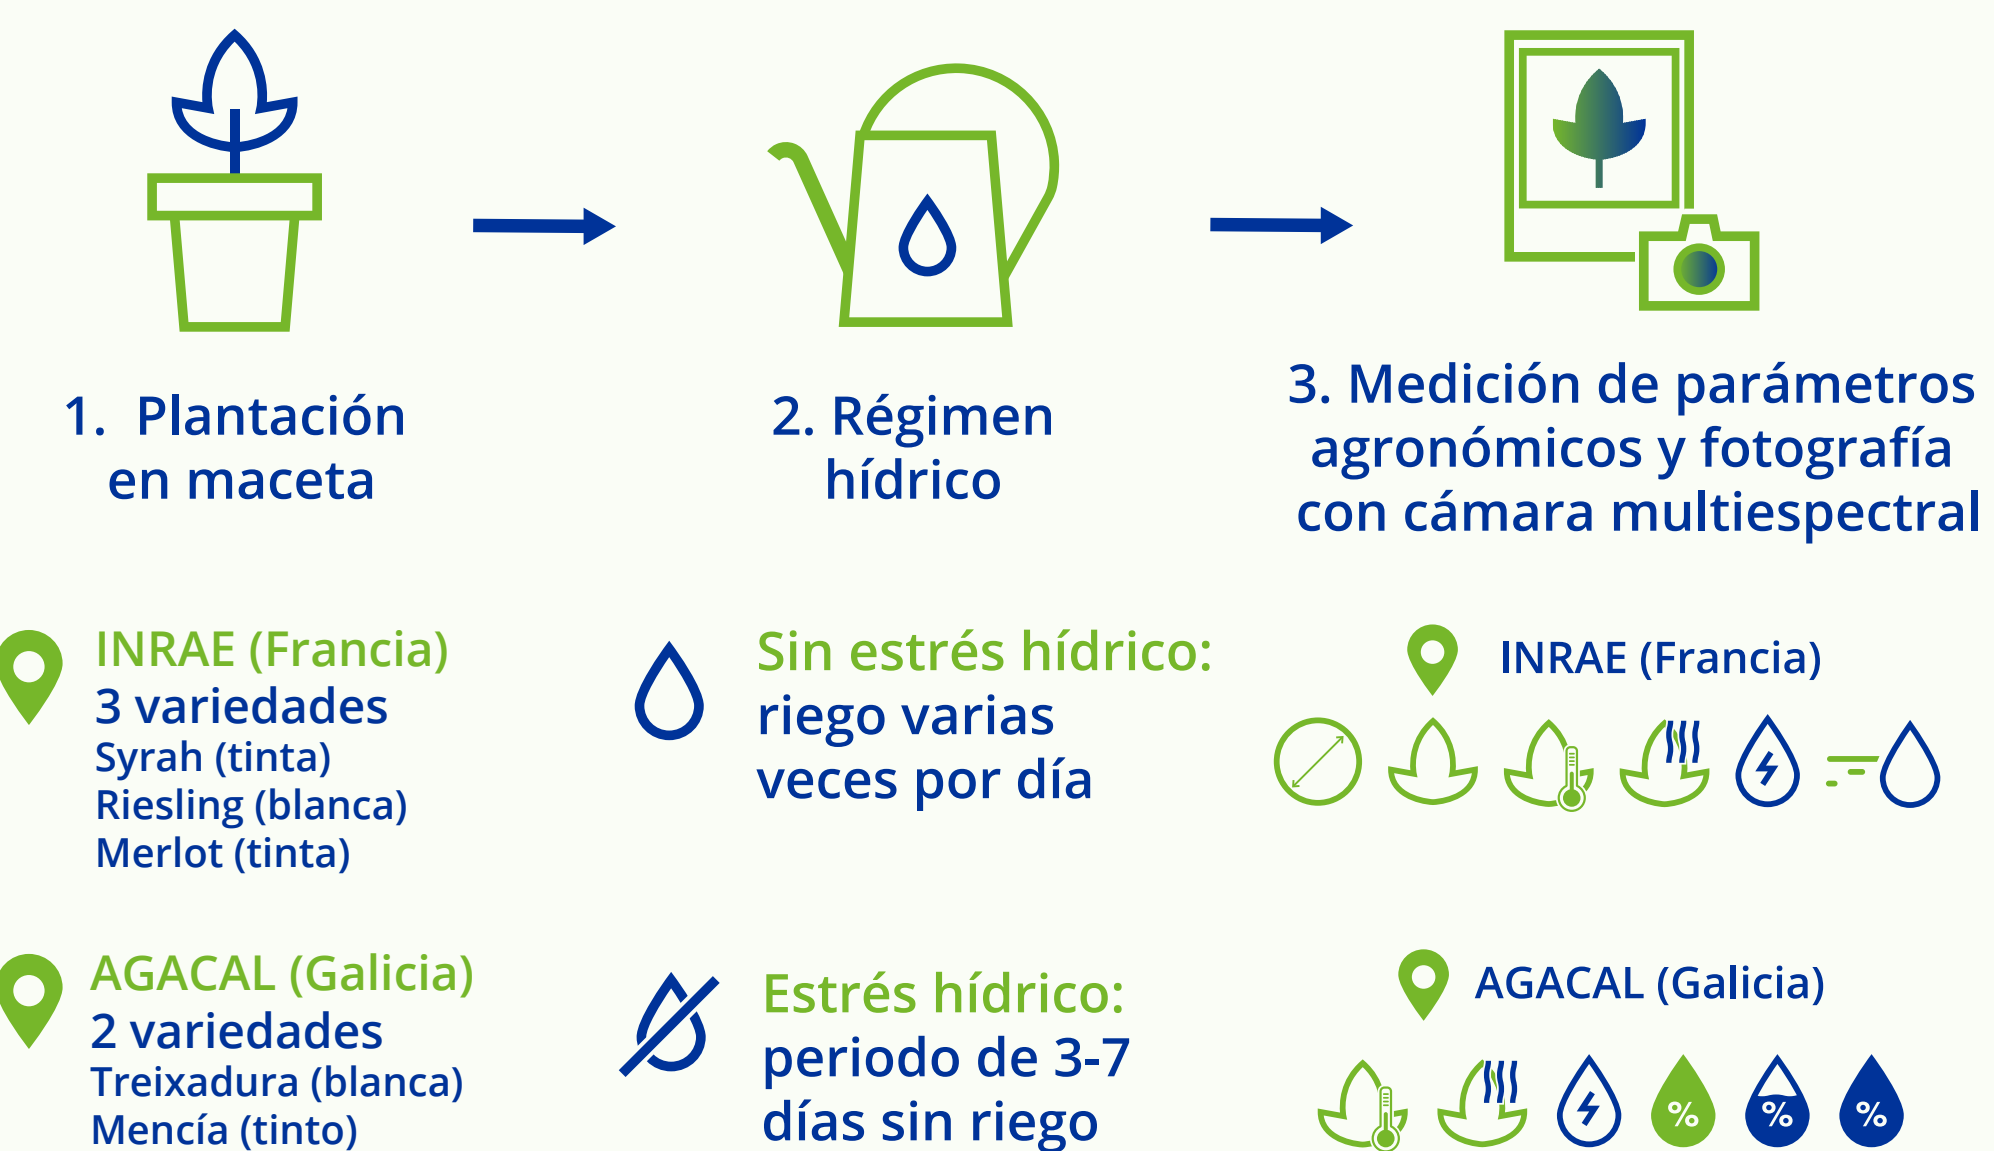 1. Plantación
en maceta
2. Régimen
hídrico
3. Medición de parámetros
agronómicos y fotografía
con cámara multiespectral
INRAE (Francia)
3 variedades
Syrah (tinta)
Riesling (blanca)
Merlot (tinta)
AGACAL (Galicia)
2 variedades
Treixadura (blanca)
Mencía (tinto)
Sin estrés hídrico:
riego varias
veces por día
Estrés hídrico:
periodo de 3-7
días sin riego
INRAE (Francia)
AGACAL (Galicia)
% % %